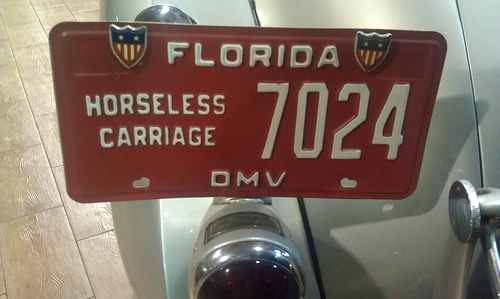 FLORIDA
HORSELESS
CARRIAGE
7024
DMV